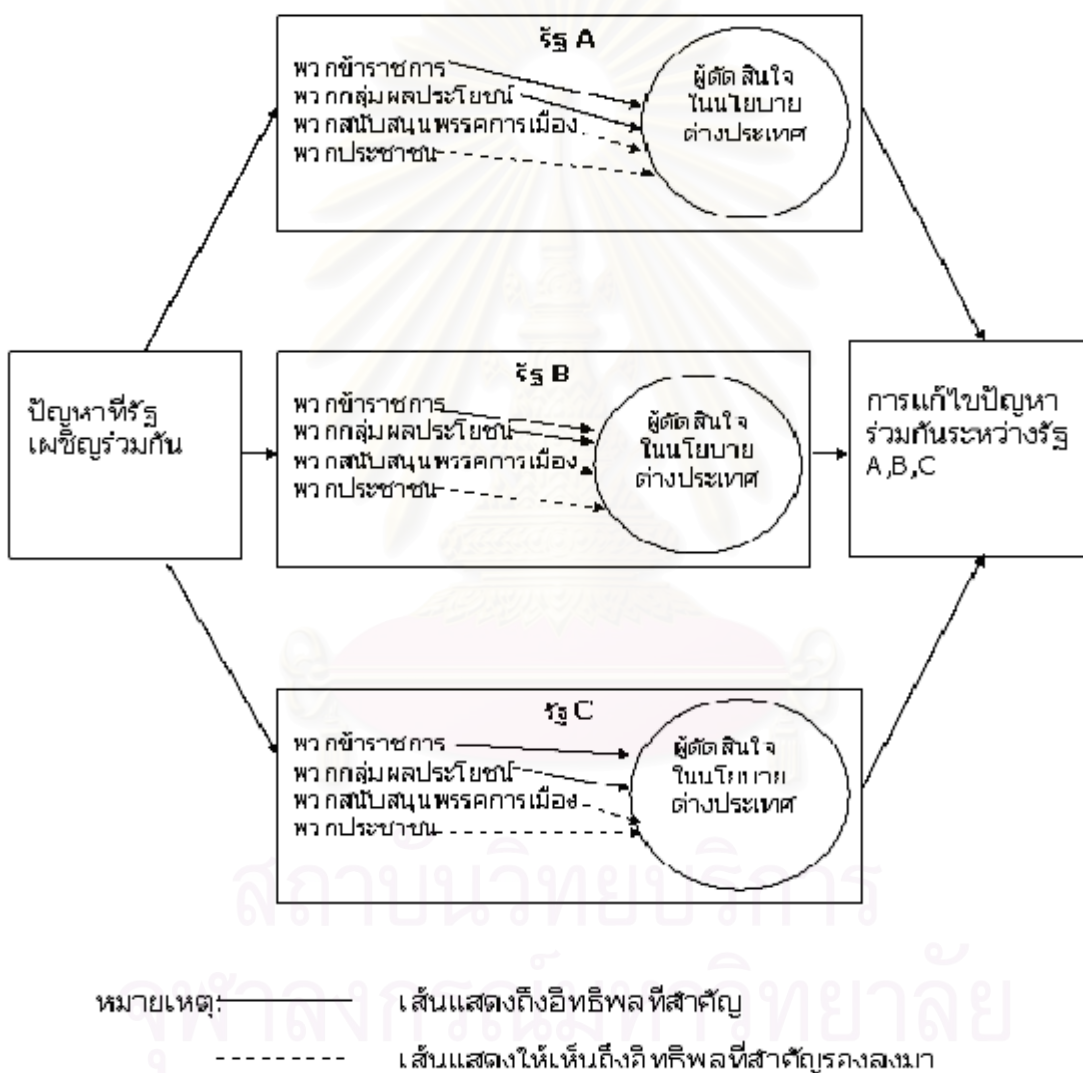 รัฐ A
พวกข้าราชการ
พวกกลุ่มผลประโยชน์
พวกสนับสนุนพรรคการเมือง
พวกประชาชน
ผู้ตัดสินใจ
ในนโยบาย
ต่างประเทศ
ปัญหาที่รัฐ
เผชิญร่วมกัน
รัฐ B
พวกข้าราชการ
พวกกลุ่มผลประโยชน์
พวกสนับสนุนพรรคการเมือง
พวกประชาชน
ผู้ตัดสินใจ
ในนโยบาย
ต่างประเทศ
การแก้ไขปัญหา
ร่วมกันระหว่างรัฐ
A,B,C
รัฐ C
พวกข้าราชการ
พวกกลุ่มผลประโยชน์
พวกสนับสนุนพรรคการเมือง
พวกประชาชน
ผู้ตัดสินใจ
ในนโยบาย
ต่างประเทศ
สถาบันวิทยบริการ
จุฬาลงกรณ์มหาวิทยาลัย
หมายเหตุ: เส้นแสดงถึงอิทธิพลที่สำคัญ
เส้นแสดงให้เห็นถึงอิทธิพลที่สำคัญรองลงมา